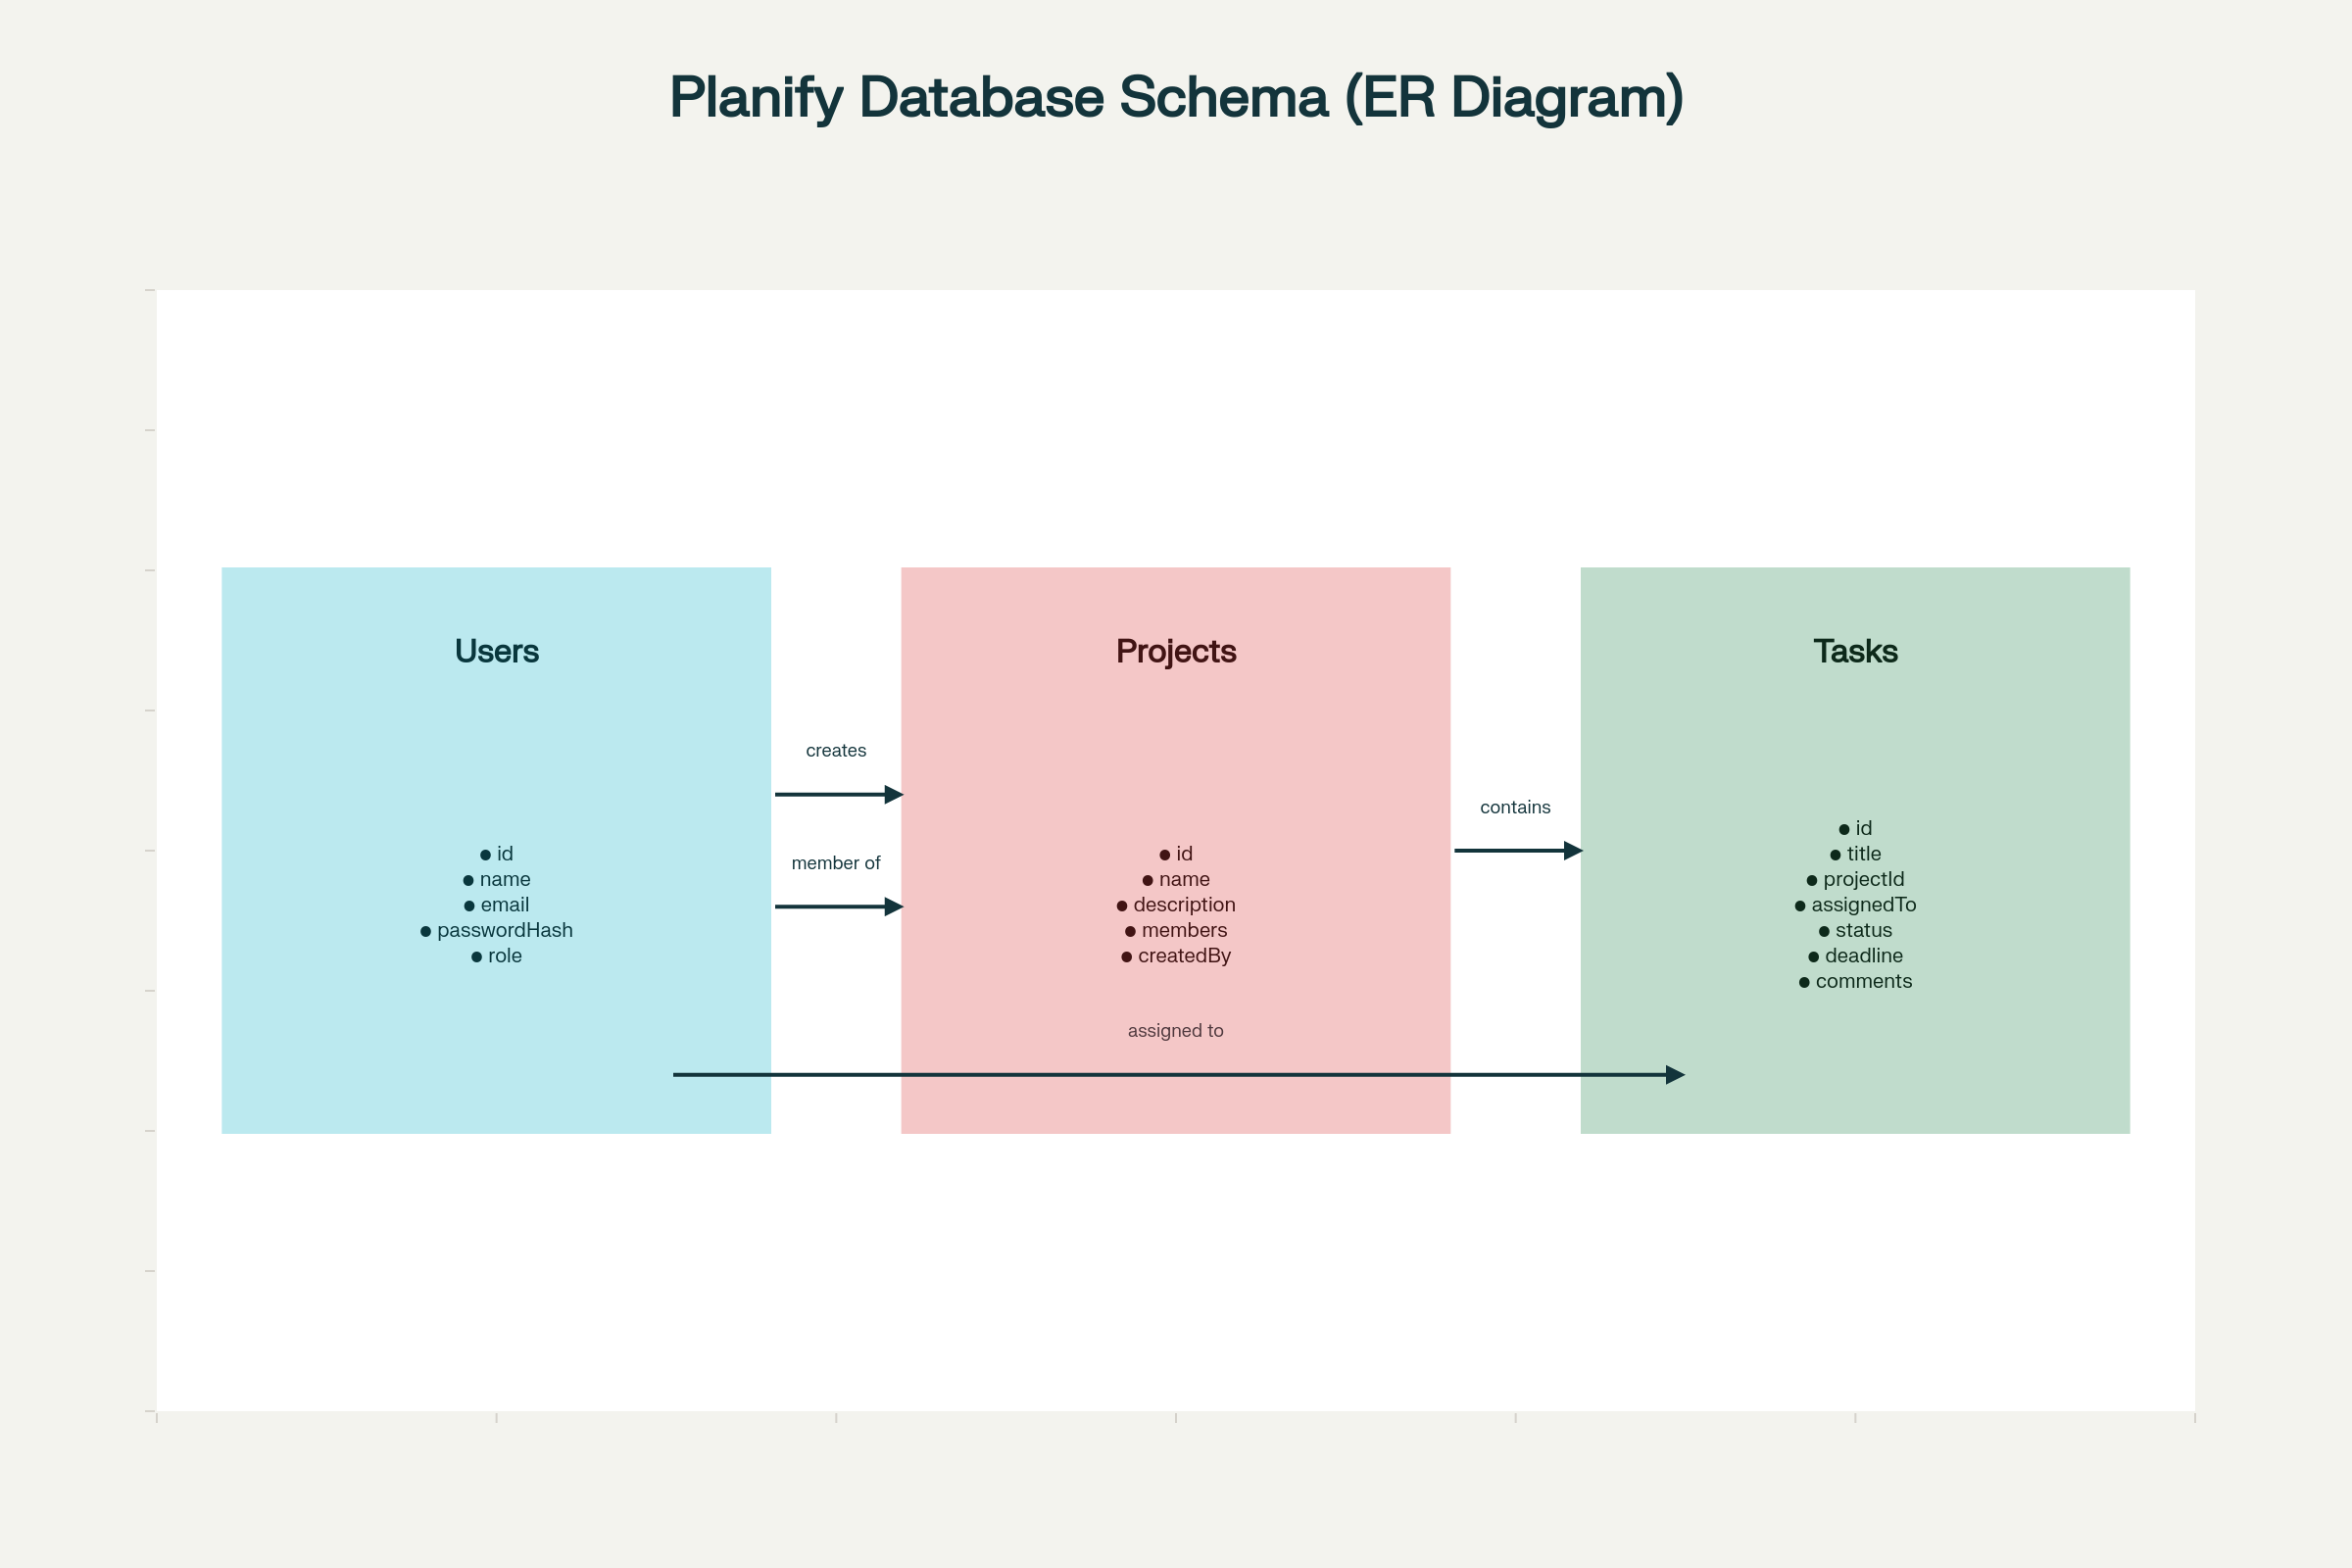 Planify Database Schema (ER Diagram)
Users
● id
● name
● email
● passwordHash
● role
creates
member of
Projects
● id
● name
● description
● members
● createdBy
assigned to
contains
Tasks
● id
● title
● projectId
● assignedTo
● status
● deadline
● comments